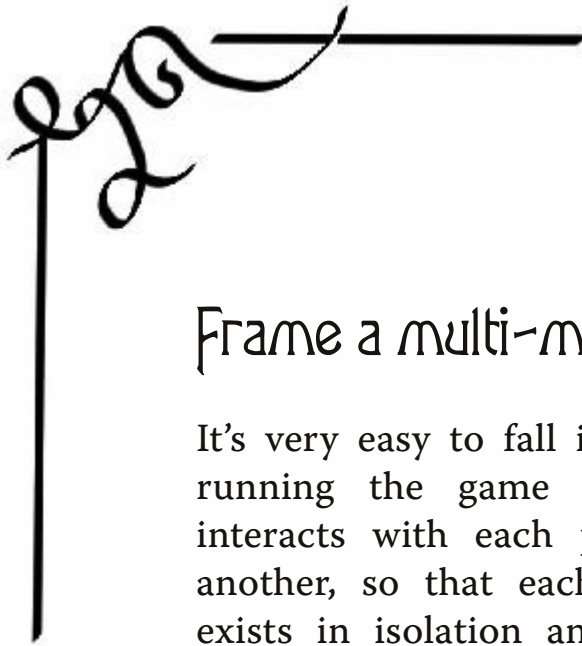 Frame a multi-m
It's very easy to fall i
running the game
interacts with each
another, so that each
exists in isolation an